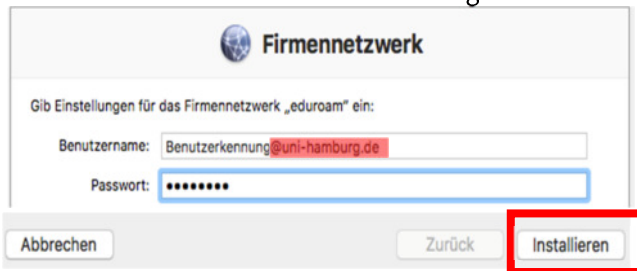 Firmennetzwerk
Gib Einstellungen für das Firmennetzwerk „eduroam“ ein:
Benutzername: Benutzerkennung@uni-hamburg.de
Passwort: ••••••••
Abbrechen Zurück Installieren